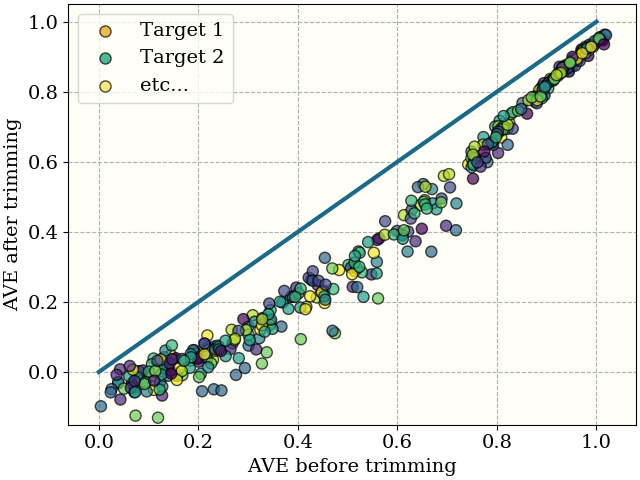 Target 1
Target 2
etc...
1.0
0.8
0.6
0.4
0.2
0.0
AVE after trimming
0.0 0.2 0.4 0.6 0.8 1.0
AVE before trimming